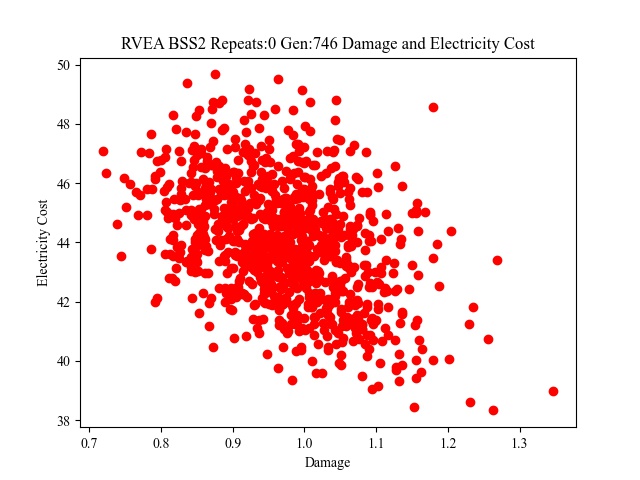 RVEA BSS2 Repeats:0 Gen:746 Damage and Electricity Cost
50
48
46
44
42
40
38
Electricity Cost
0.7 0.8 0.9 1.0 1.1 1.2 1.3
Damage